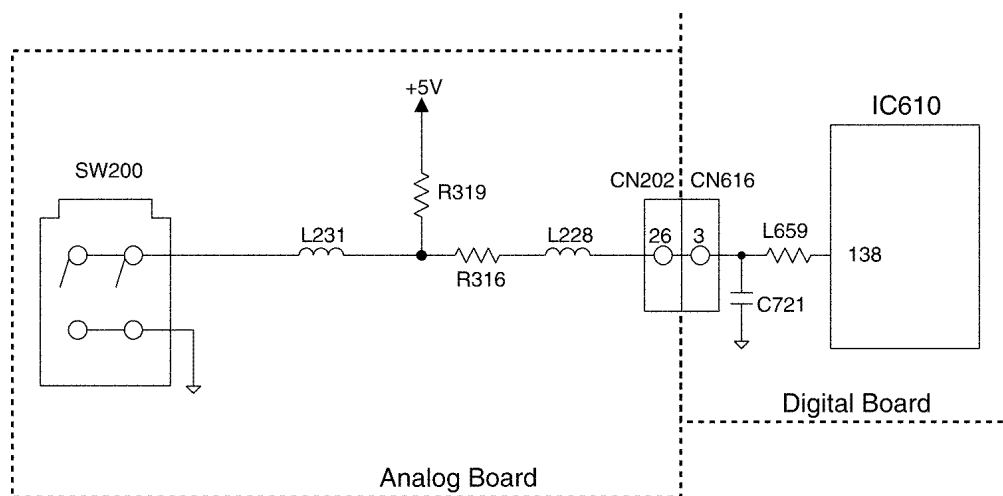 +5V
IC610
SW200
CN202 CN616
R319
L231
L228
26
3
L659
138
R316
C721
Digital Board
Analog Board